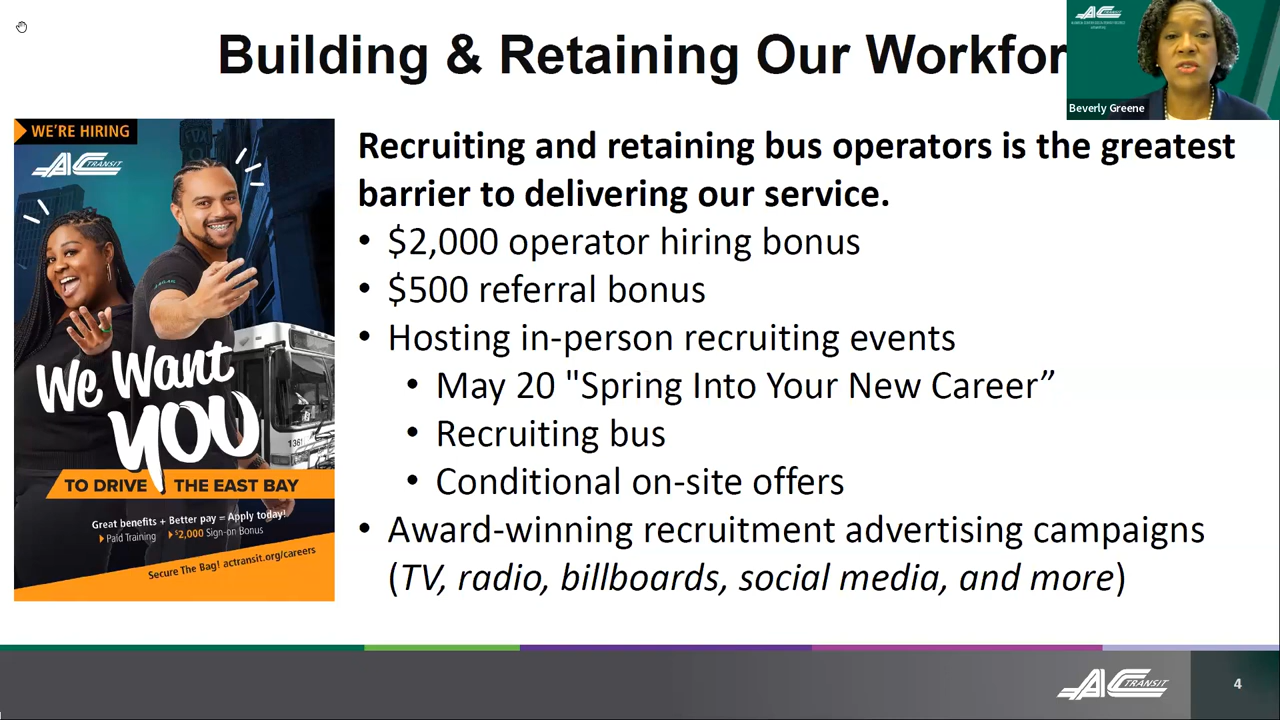 Building & Retaining Our Workfor
AC TRANSIT
Beverly Greene
WE'RE HIRING
AC TRANSIT
We Want
YOU
1361
TO DRIVE THE EAST BAY
Great benefits + Better pay = Apply today!
Paid Training $2,000 Sign-on Bonus
Secure The Bag! actransit.org/careers
Recruiting and retaining bus operators is the greatest
barrier to delivering our service.
• $2,000 operator hiring bonus
• $500 referral bonus
• Hosting in-person recruiting events
• May 20 "Spring Into Your New Career”
• Recruiting bus
• Conditional on-site offers
• Award-winning recruitment advertising campaigns
(TV, radio, billboards, social media, and more)
AC TRANSIT
4